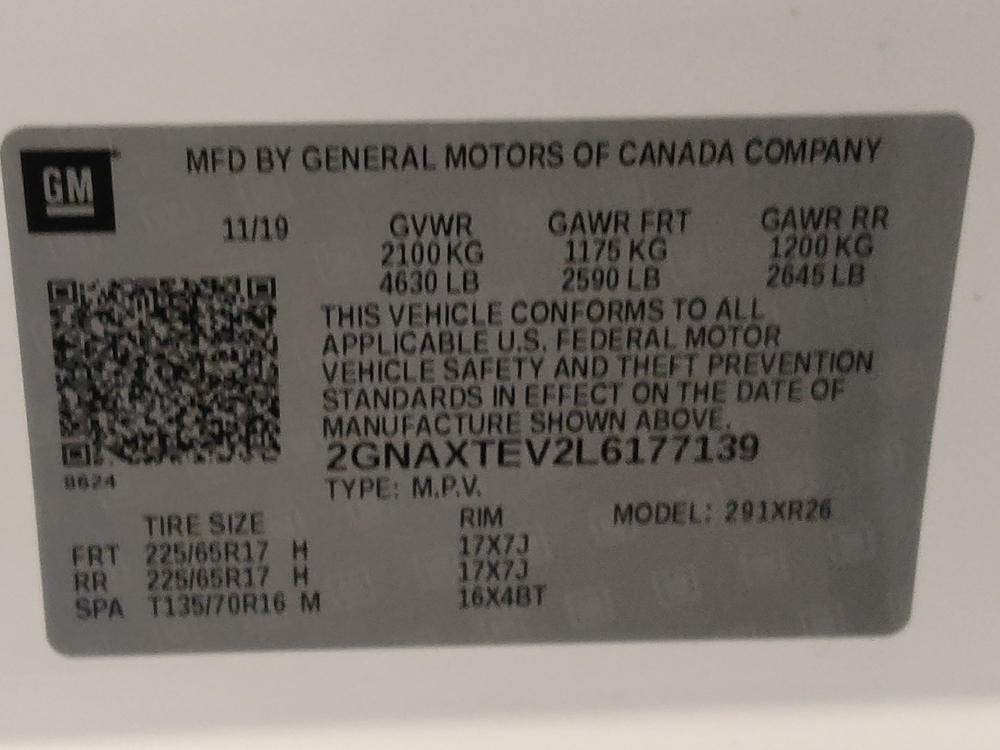 GM
MFD BY GENERAL MOTORS OF CANADA COMPANY
11/19 GVWR GAWR FRT GAWR RR
2100 KG 1175 KG 1200 KG
4630 LB 2590 LB 2645 LB
THIS VEHICLE CONFORMS TO ALL
APPLICABLE U.S. FEDERAL MOTOR
VEHICLE SAFETY AND THEFT PREVENTION
STANDARDS IN EFFECT ON THE DATE OF
MANUFACTURE SHOWN ABOVE.
2GNAXTEV2L6177139
8624
TYPE: M.P.V.
TIRE SIZE RIM MODEL: 291XR26
FRT 225/65R17 H 17X7J
RR 225/65R17 H 17X7J
SPA T135/70R16 M 16X4BT